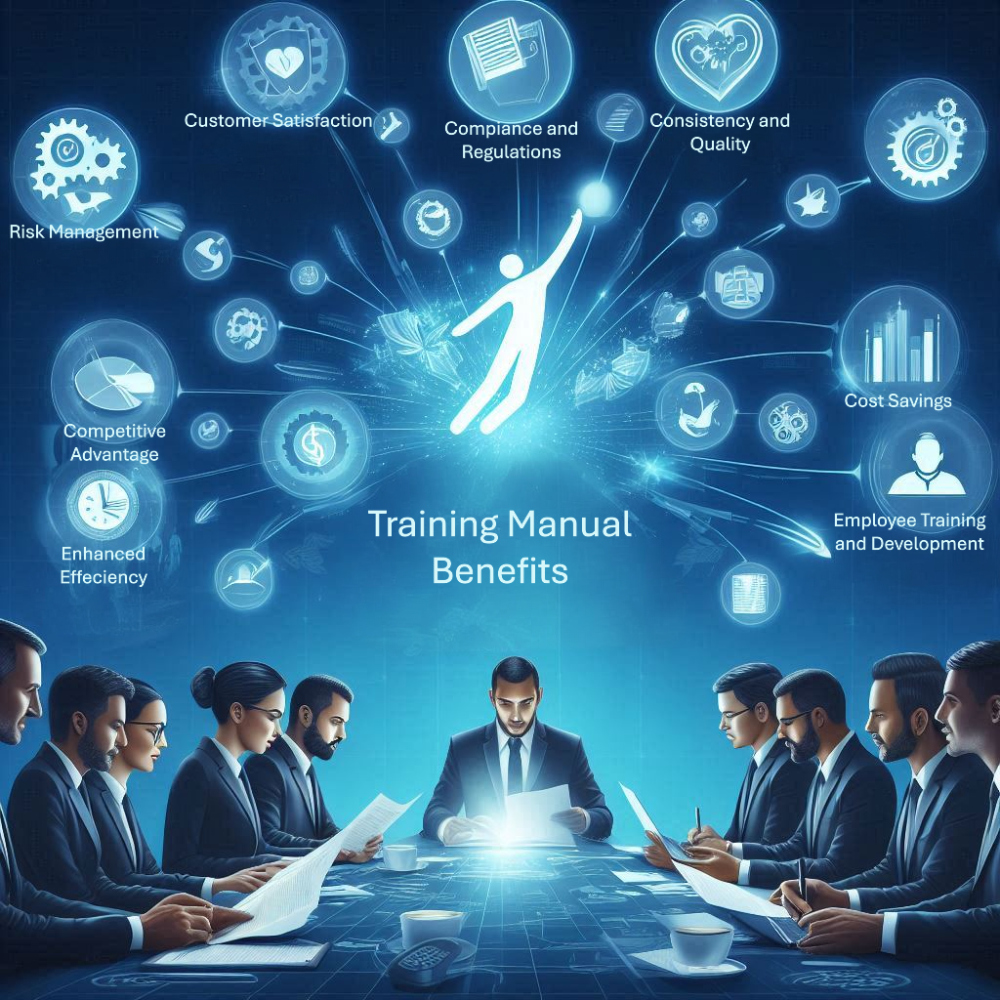 Customer Satisfaction
Compiance and
Regulations
Consistency and
Quality
Risk Management
Competitive
Advantage
Enhanced
Effeciency
Cost Savings
Employee Training
and Development
Training Manual
Benefits